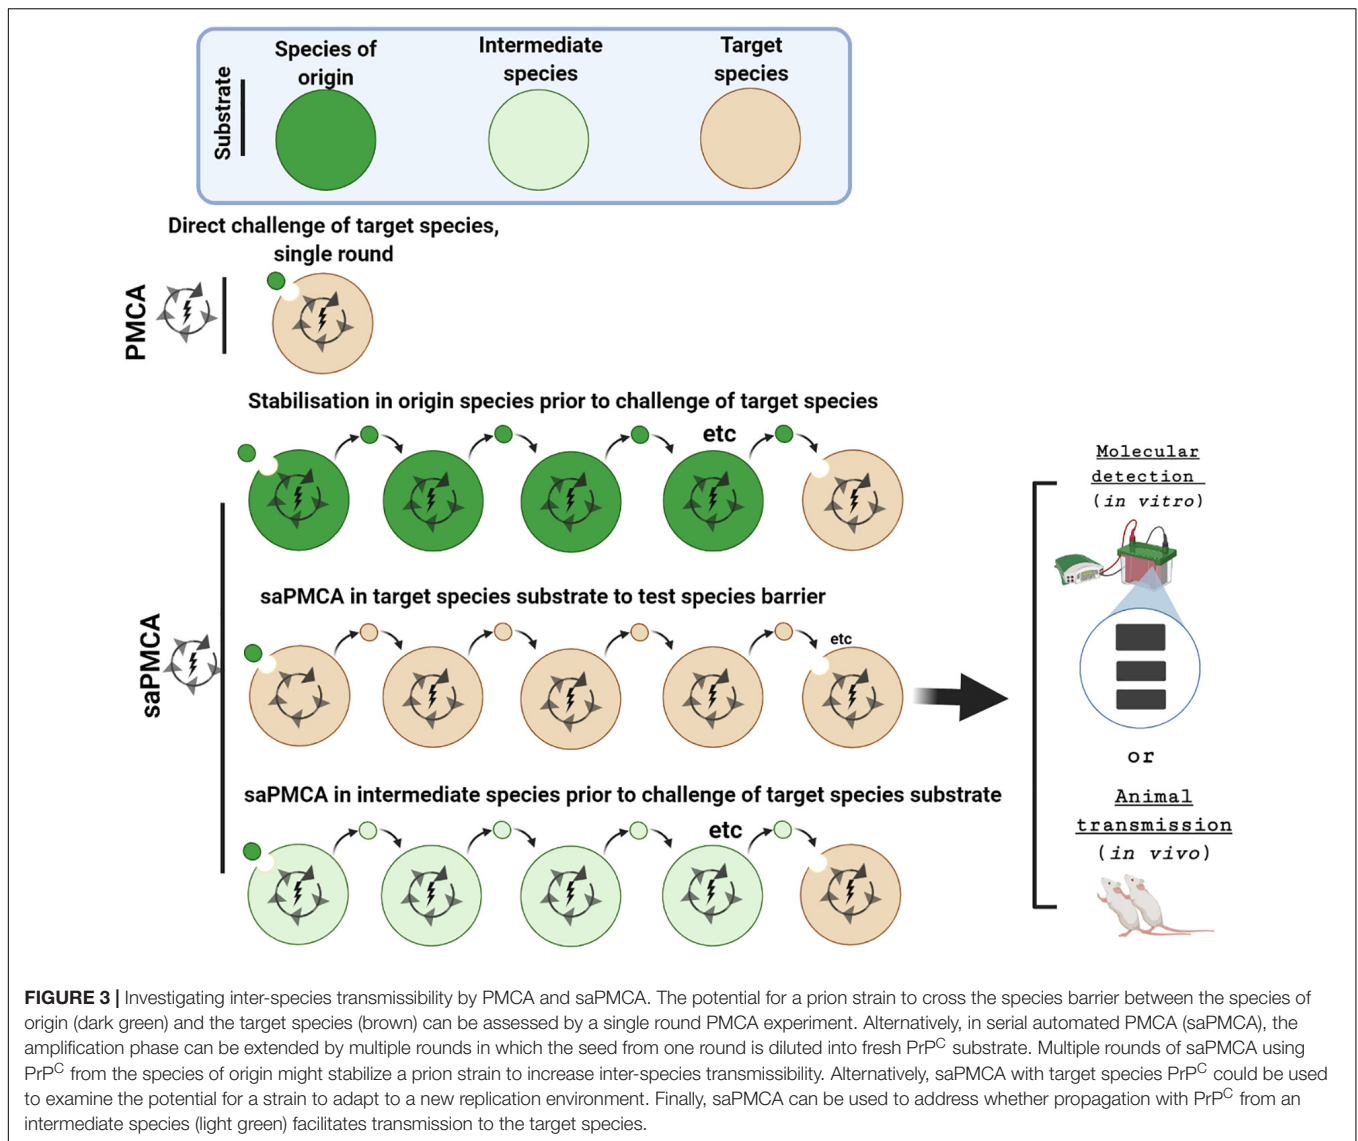 Species of
origin
Intermediate
species
Target
species
Substrate
Direct challenge of target species,
single round
PMCA
Stabilisation in origin species prior to challenge of target species
etc
saPMCA in target species substrate to test species barrier
etc
saPMCA
saPMCA in intermediate species prior to challenge of target species substrate
etc
Molecular
detection
(in vitro)
or
Animal
transmission
(in vivo)
FIGURE 3 | Investigating inter-species transmissibility by PMCA and saPMCA. The potential for a prion strain to cross the species barrier between the species of
origin (dark green) and the target species (brown) can be assessed by a single round PMCA experiment. Alternatively, in serial automated PMCA (saPMCA), the
amplification phase can be extended by multiple rounds in which the seed from one round is diluted into fresh PrPC substrate. Multiple rounds of saPMCA using
PrPC from the species of origin might stabilize a prion strain to increase inter-species transmissibility. Alternatively, saPMCA with target species PrPC could be used
to examine the potential for a strain to adapt to a new replication environment. Finally, saPMCA can be used to address whether propagation with PrPC from an
intermediate species (light green) facilitates transmission to the target species.